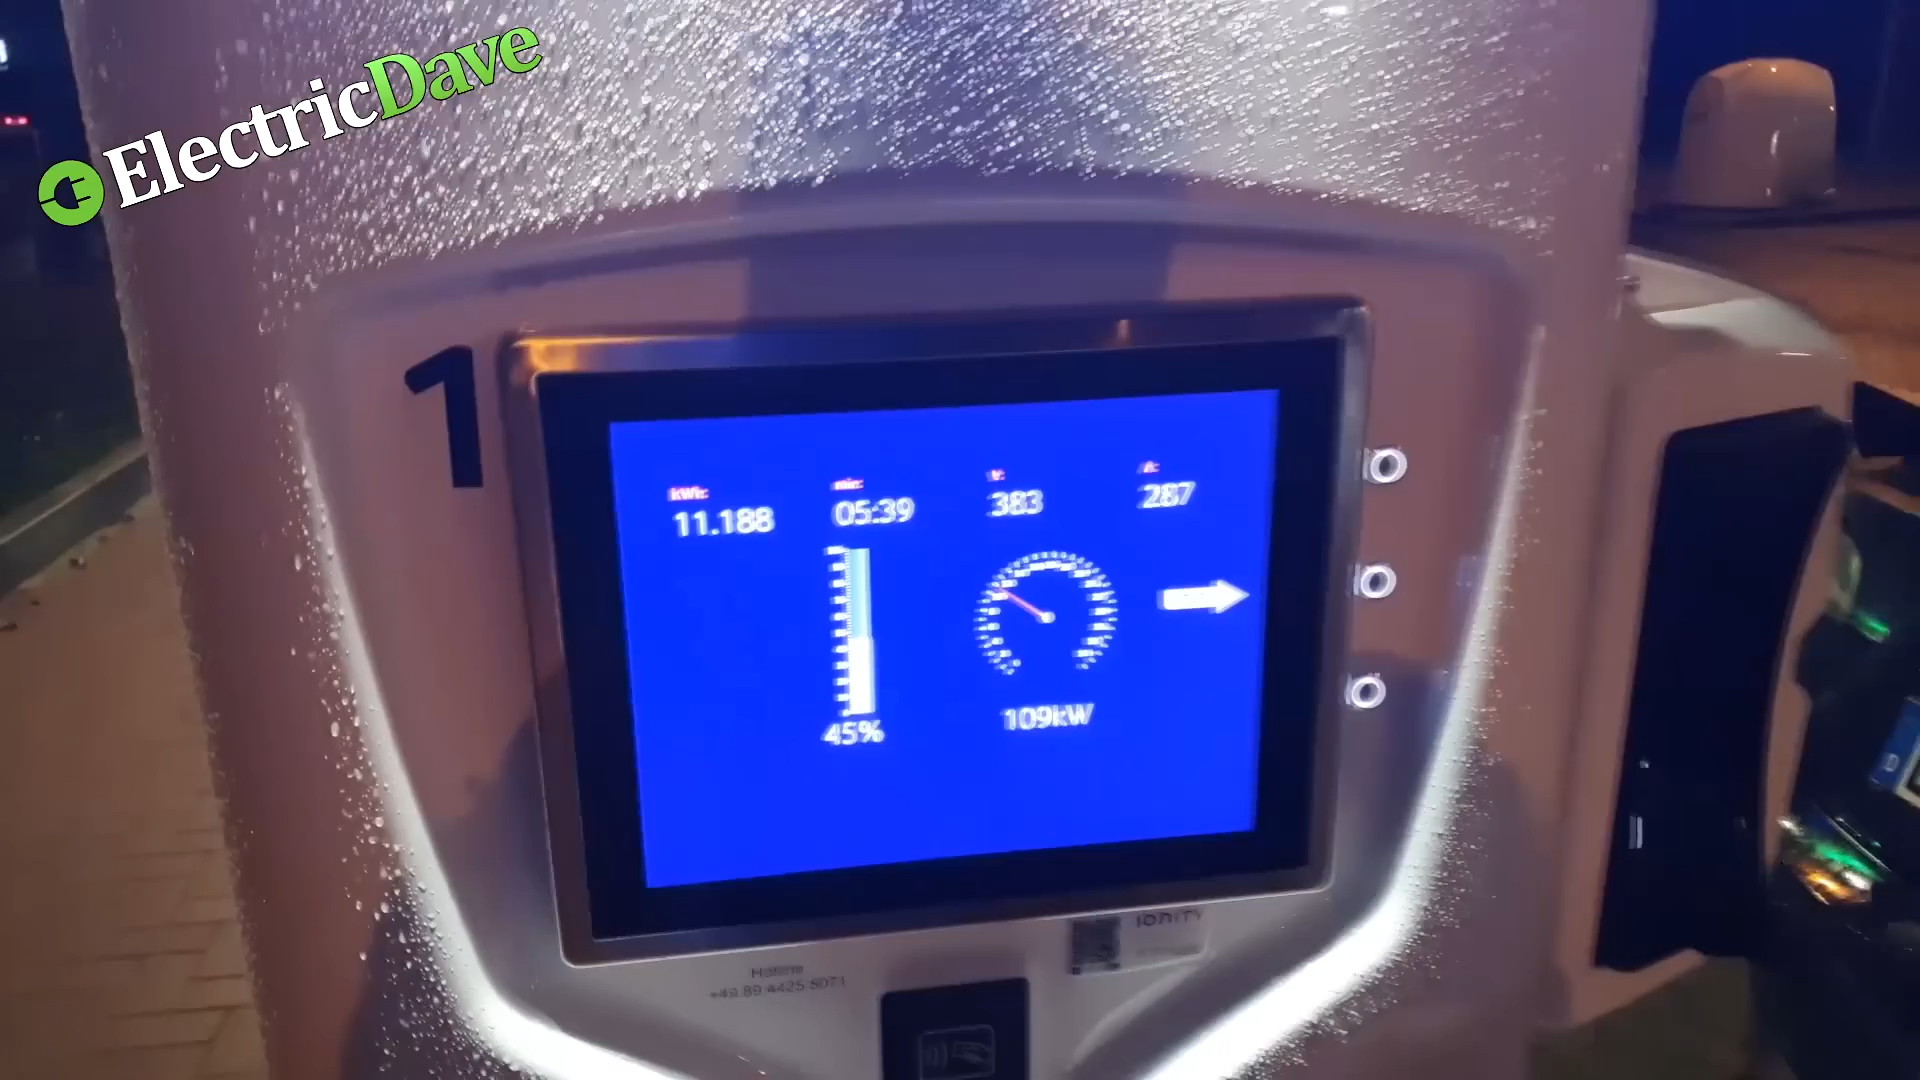 ElectricDave
1
kWh: min: V: A:
11.188 05:39 383 287
45%
109kW
IONITY
Hotline
+49 89 4425 5071